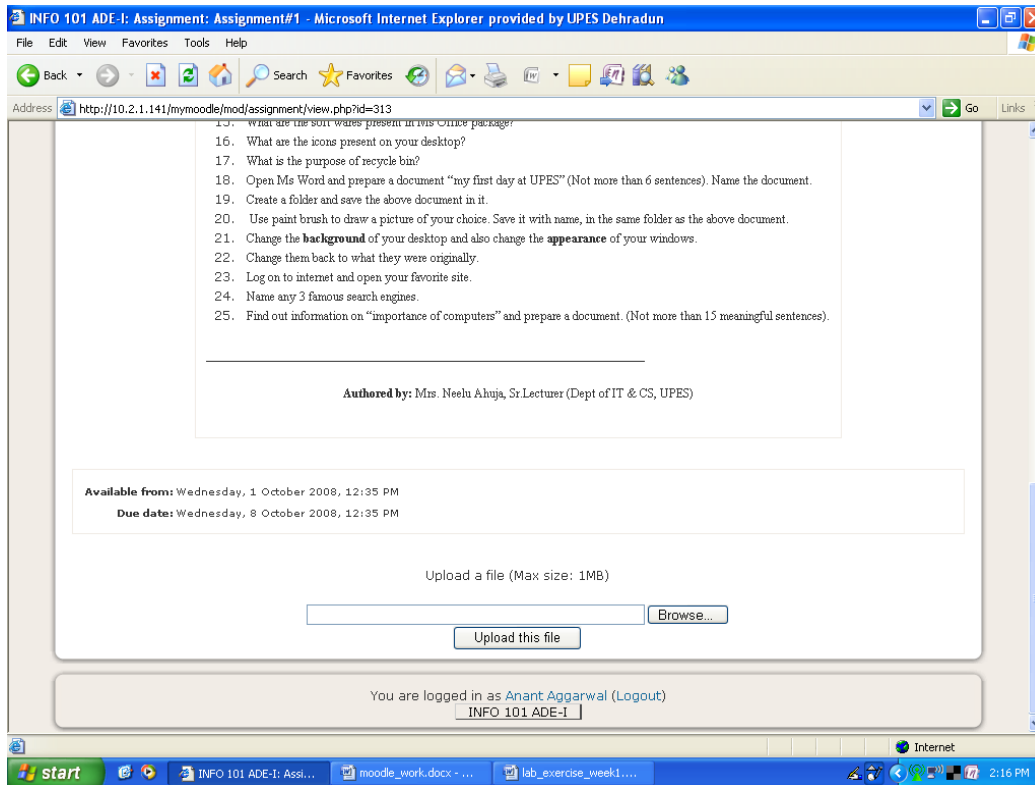 INFO 101 ADE-I: Assignment: Assignment#1 - Microsoft Internet Explorer provided by UPES Dehradun
File Edit View Favorites Tools Help
Back Search Favorites
Address http://10.2.1.141/mymoodle/mod/assignment/view.php?id=313 Go Links
15. What are the soft wares present in Ms Office package?
16. What are the icons present on your desktop?
17. What is the purpose of recycle bin?
18. Open Ms Word and prepare a document “my first day at UPES” (Not more than 6 sentences). Name the document.
19. Create a folder and save the above document in it.
20. Use paint brush to draw a picture of your choice. Save it with name, in the same folder as the above document.
21. Change the background of your desktop and also change the appearance of your windows.
22. Change them back to what they were originally.
23. Log on to internet and open your favorite site.
24. Name any 3 famous search engines.
25. Find out information on “importance of computers” and prepare a document. (Not more than 15 meaningful sentences).
Authored by: Mrs. Neelu Ahuja, Sr.Lecturer (Dept of IT & CS, UPES)
Available from: Wednesday, 1 October 2008, 12:35 PM
Due date: Wednesday, 8 October 2008, 12:35 PM
Upload a file (Max size: 1MB)
Browse...
Upload this file
You are logged in as Anant Aggarwal (Logout)
INFO 101 ADE-I
Internet
start INFO 101 ADE-I: Assi... moodle_work.docx - ... lab_exercise_week1.... 2:16 PM